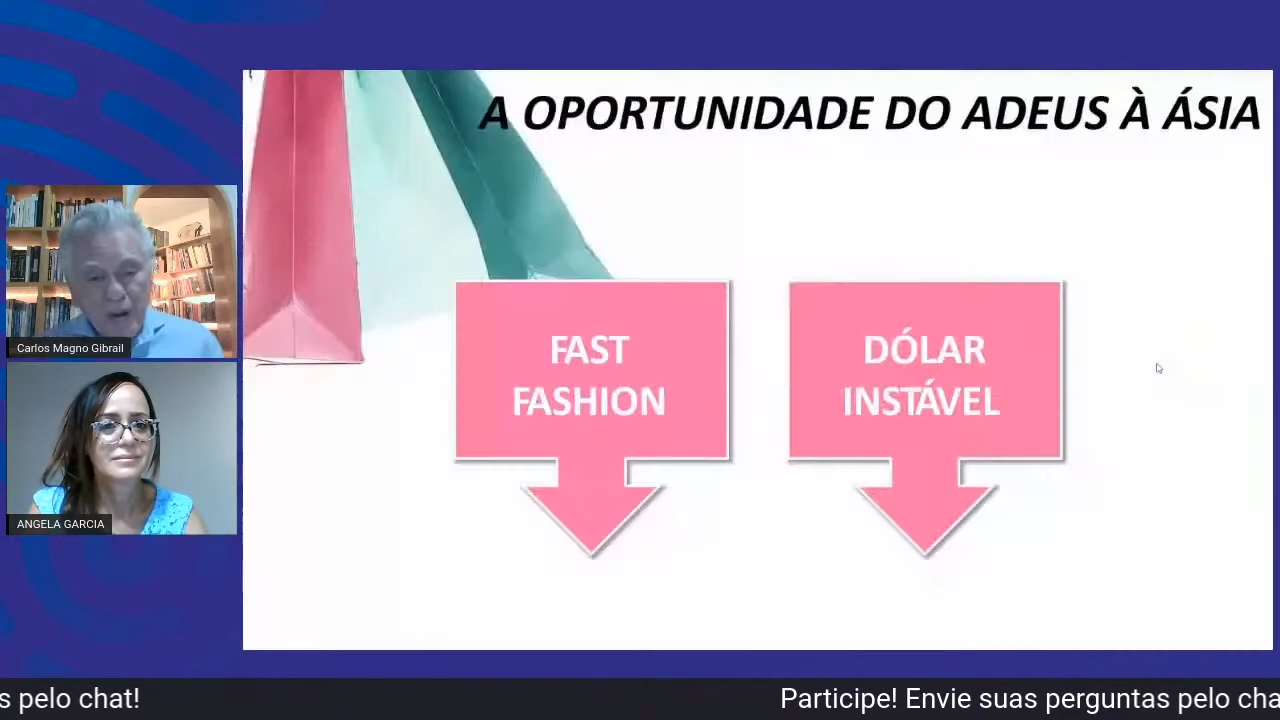 A OPORTUNIDADE DO ADEUS À ÁSIA
Carlos Magno Gibrail
ANGELA GARCIA
FAST
FASHION
DÓLAR
INSTÁVEL
s pelo chat!
Participe! Envie suas perguntas pelo cha